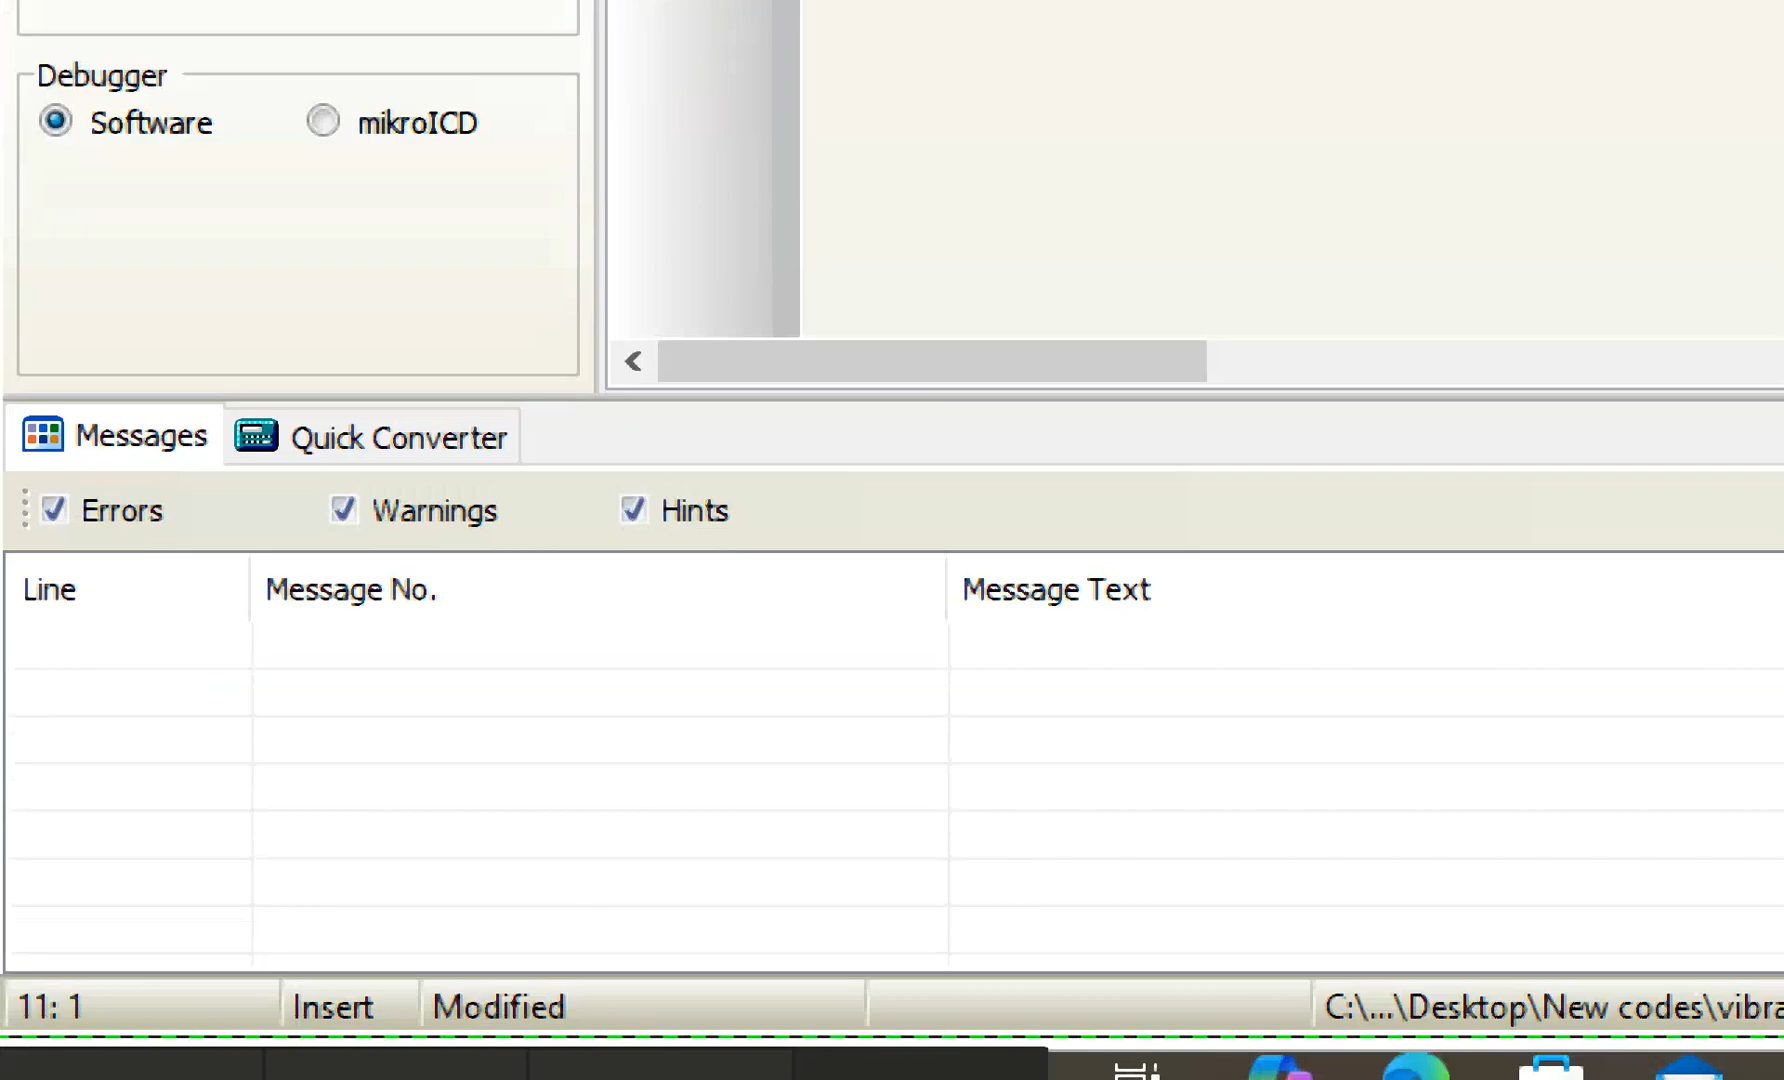 Debugger
Software mikroICD
Messages Quick Converter
Errors Warnings Hints
Line Message No. Message Text
11: 1 Insert Modified C:\...\Desktop\New codes\vibra